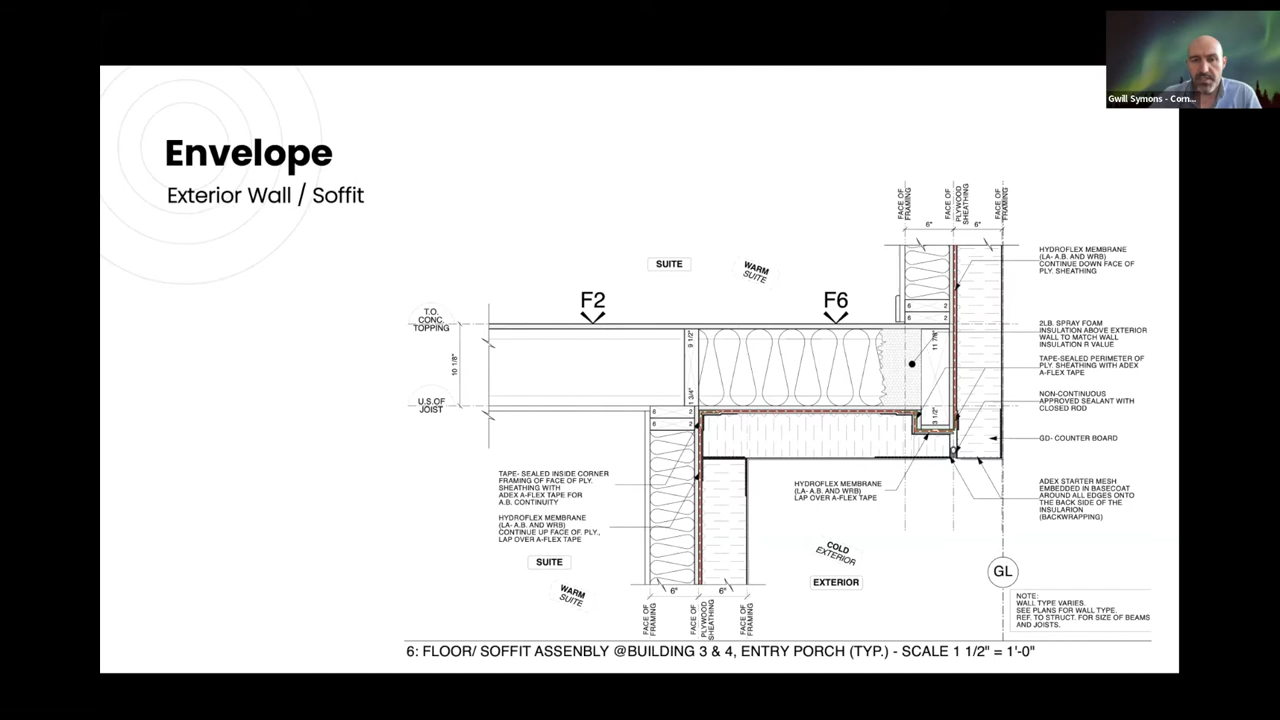 Gwill Symons - Corn...
Envelope
Exterior Wall / Soffit
FACE OF
FRAMING
FACE OF
PLYWOOD
SHEATHING
FACE OF
FRAMING
6"
6"
SUITE
WARM
SUITE
HYDROFLEX MEMBRANE
(LA- A.B. AND WRB)
CONTINUE DOWN FACE OF
PLY. SHEATHING
F2
F6
T.O.
CONC.
TOPPING
6
2
6
2
2LB. SPRAY FOAM
INSULATION ABOVE EXTERIOR
WALL TO MATCH WALL
INSULATION R VALUE
9 1/2"
11 7/8"
10 1/8"
TAPE-SEALED PERIMETER OF
PLY. SHEATHING WITH ADEX
A-FLEX TAPE
1 3/4"
U.S.OF
JOIST
NON-CONTINUOUS
APPROVED SEALANT WITH
CLOSED ROD
6
2
6
2
3 1/2"
GD- COUNTER BOARD
TAPE- SEALED INSIDE CORNER
FRAMING OF FACE OF PLY.
SHEATHING WITH
ADEX A-FLEX TAPE FOR
A.B. CONTINUITY
HYDROFLEX MEMBRANE
(LA- A.B. AND WRB)
LAP OVER A-FLEX TAPE
ADEX STARTER MESH
EMBEDDED IN BASECOAT
AROUND ALL EDGES ONTO
THE BACK SIDE OF THE
INSULARION
(BACKWRAPPING)
HYDROFLEX MEMBRANE
(LA- A.B. AND WRB)
CONTINUE UP FACE OF. PLY.,
LAP OVER A-FLEX TAPE
COLD
EXTERIOR
SUITE
EXTERIOR
GL
WARM
SUITE
6"
6"
FACE OF
FRAMING
FACE OF
PLYWOOD
SHEATHING
FACE OF
FRAMING
NOTE:
WALL TYPE VARIES.
SEE PLANS FOR WALL TYPE.
REF. TO STRUCT. FOR SIZE OF BEAMS
AND JOISTS.
6: FLOOR/ SOFFIT ASSENBLY @BUILDING 3 & 4, ENTRY PORCH (TYP.) - SCALE 1 1/2" = 1'-0"